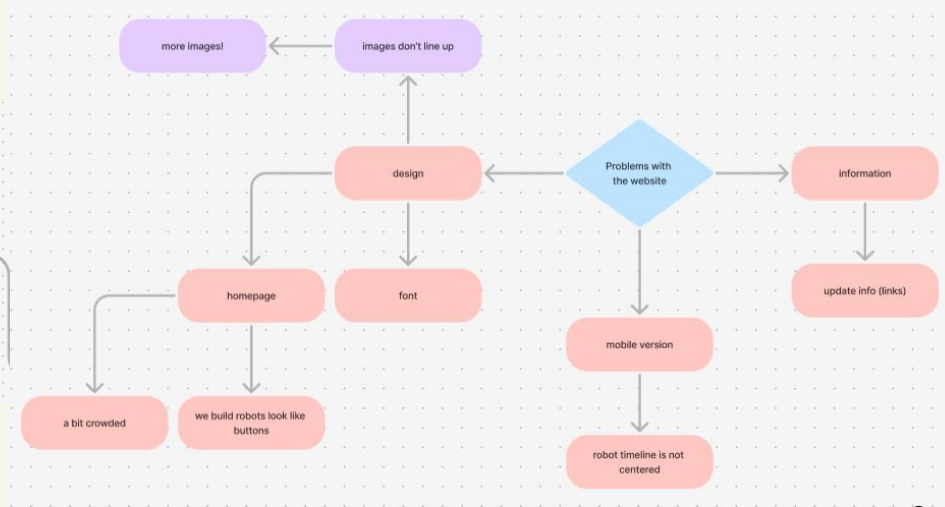 more images!
images don't line up
design
Problems with
the website
information
homepage
font
update info (links)
mobile version
a bit crowded
we build robots look like
buttons
robot timeline is not
centered